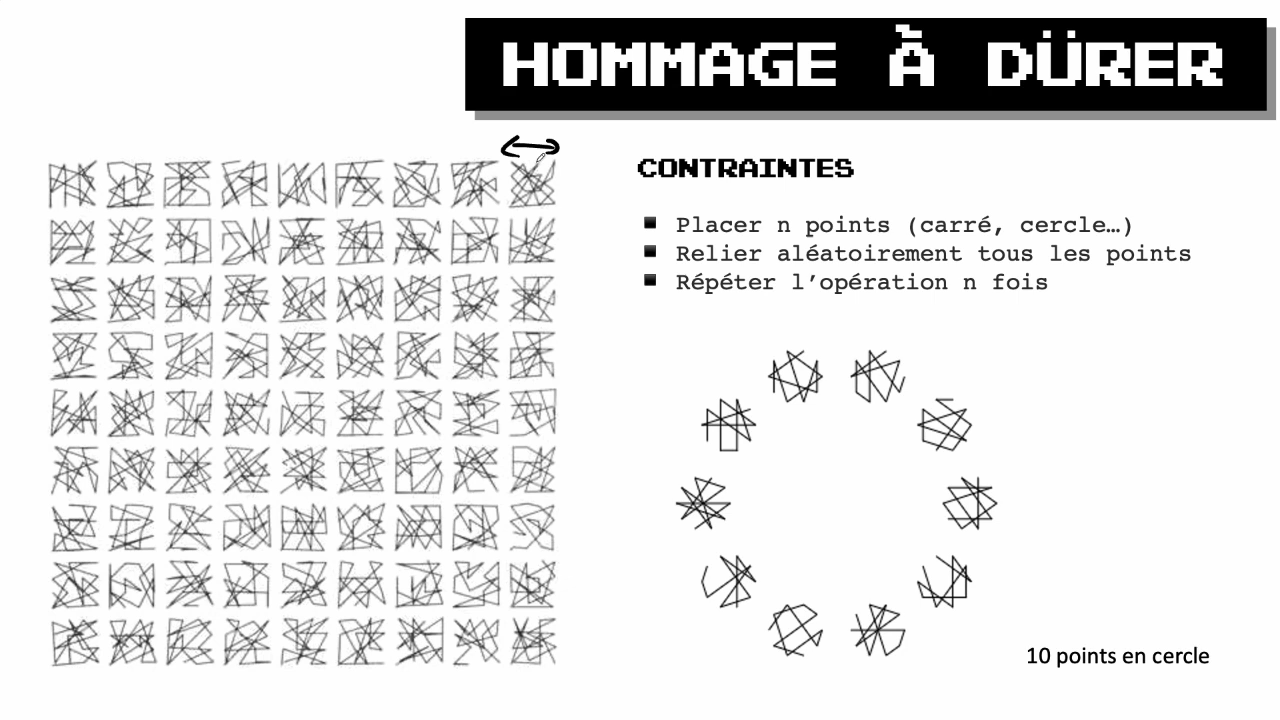 HOMMAGE À DÜRER
CONTRAINTES
Placer n points (carré, cercle…)
Relier aléatoirement tous les points
Répéter l’opération n fois
10 points en cercle